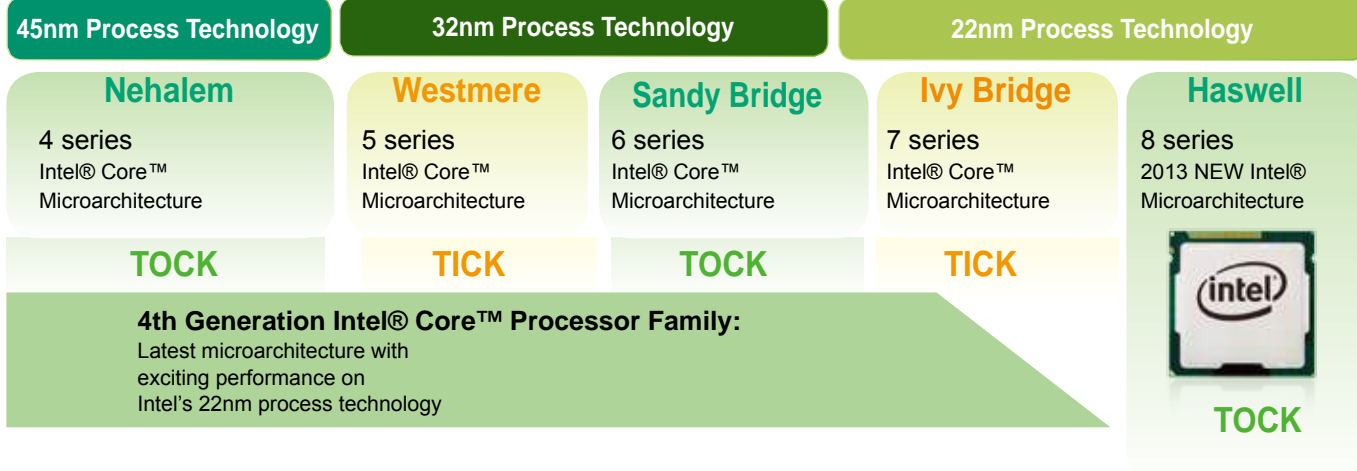 45nm Process Technology
32nm Process Technology
22nm Process Technology
Nehalem
4 series
Intel® Core™
Microarchitecture
TOCK
Westmere
5 series
Intel® Core™
Microarchitecture
TICK
Sandy Bridge
6 series
Intel® Core™
Microarchitecture
TOCK
Ivy Bridge
7 series
Intel® Core™
Microarchitecture
TICK
Haswell
8 series
2013 NEW Intel®
Microarchitecture
intel
TOCK
4th Generation Intel® Core™ Processor Family:
Latest microarchitecture with
exciting performance on
Intel's 22nm process technology